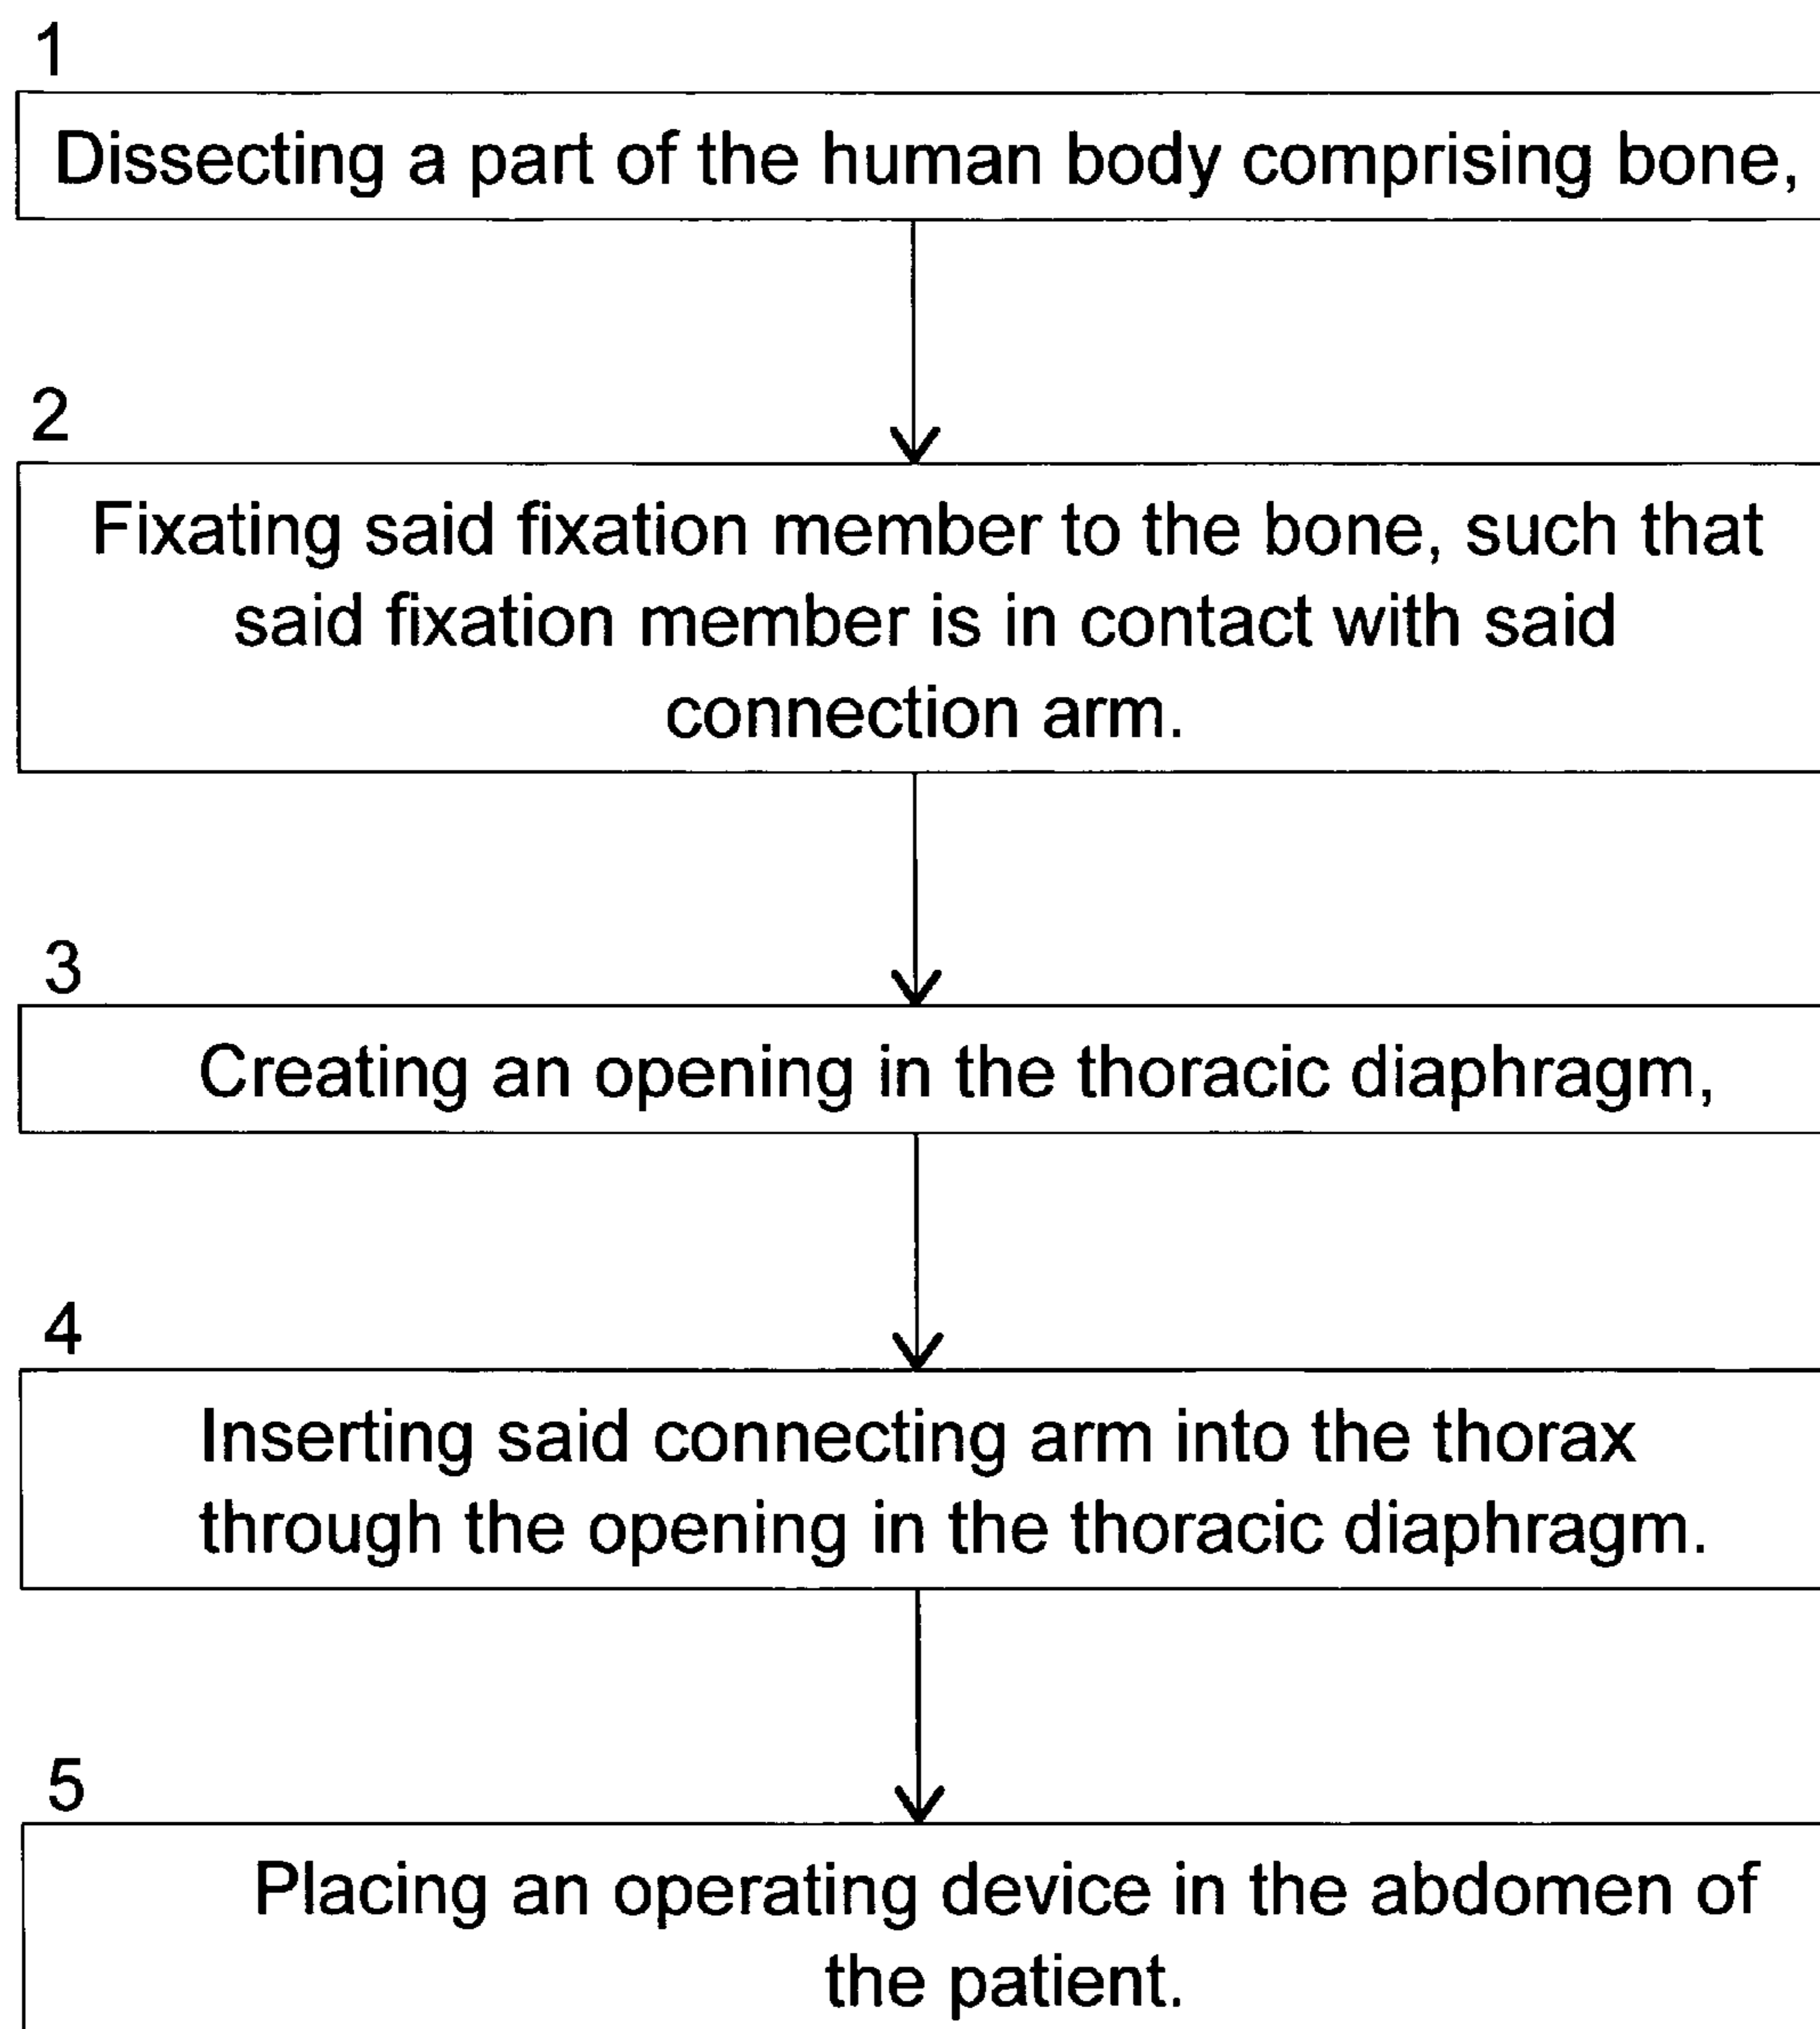 1
Dissecting a part of the human body comprising bone,
2
Fixating said fixation member to the bone, such that
said fixation member is in contact with said
connection arm.
3
Creating an opening in the thoracic diaphragm,
4
Inserting said connecting arm into the thorax
through the opening in the thoracic diaphragm.
5
Placing an operating device in the abdomen of
the patient.